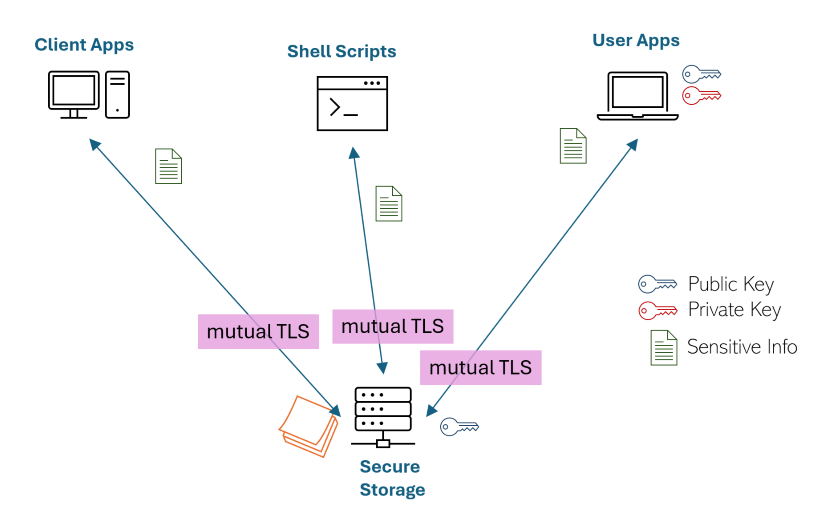 Client Apps
Shell Scripts
User Apps
>_
Public Key
Private Key
Sensitive Info
mutual TLS
mutual TLS
mutual TLS
Secure
Storage